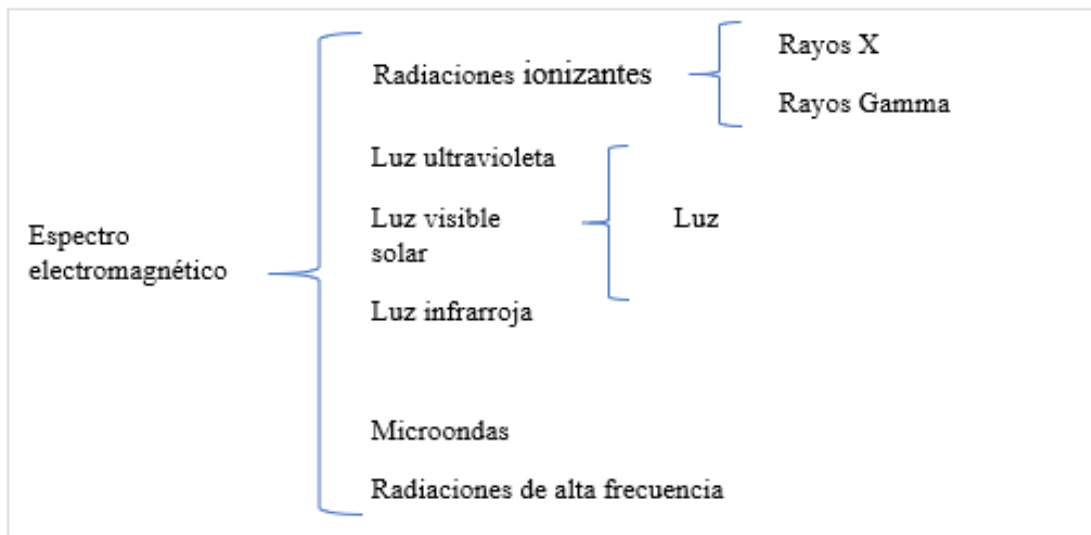 Espectro
electromagnético
Radiaciones ionizantes
Rayos X
Rayos Gamma
Luz ultravioleta
Luz visible
solar
Luz
Luz infrarroja
Microondas
Radiaciones de alta frecuencia